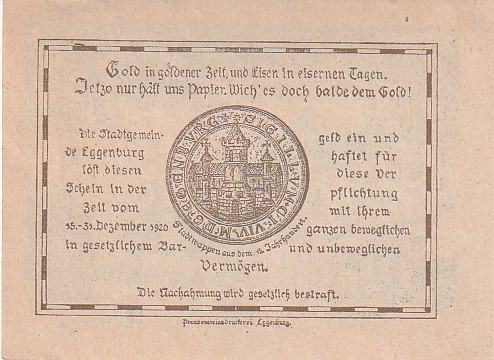 Gold in goldener Zeit, und Eisen in eisernen Tagen.
Jetzo nur hält uns Papier. Wich' es doch balde dem Gold!
Die Stadtgemein-
de Eggenburg
löst diesen
Schein in der
Zeit vom
15.-31. Dezember 1920
in gesetzlichem Bar-
geld ein und
haftet für
diese Ver
pflichtung
mit ihrem
ganzen beweglichen
und unbeweglichen
Vermögen.
Stadtwappen aus dem 14. Jahrhundert.
Die Nachahmung wird gesetzlich bestraft.
Pressvereinsdruckerei Eggenburg.